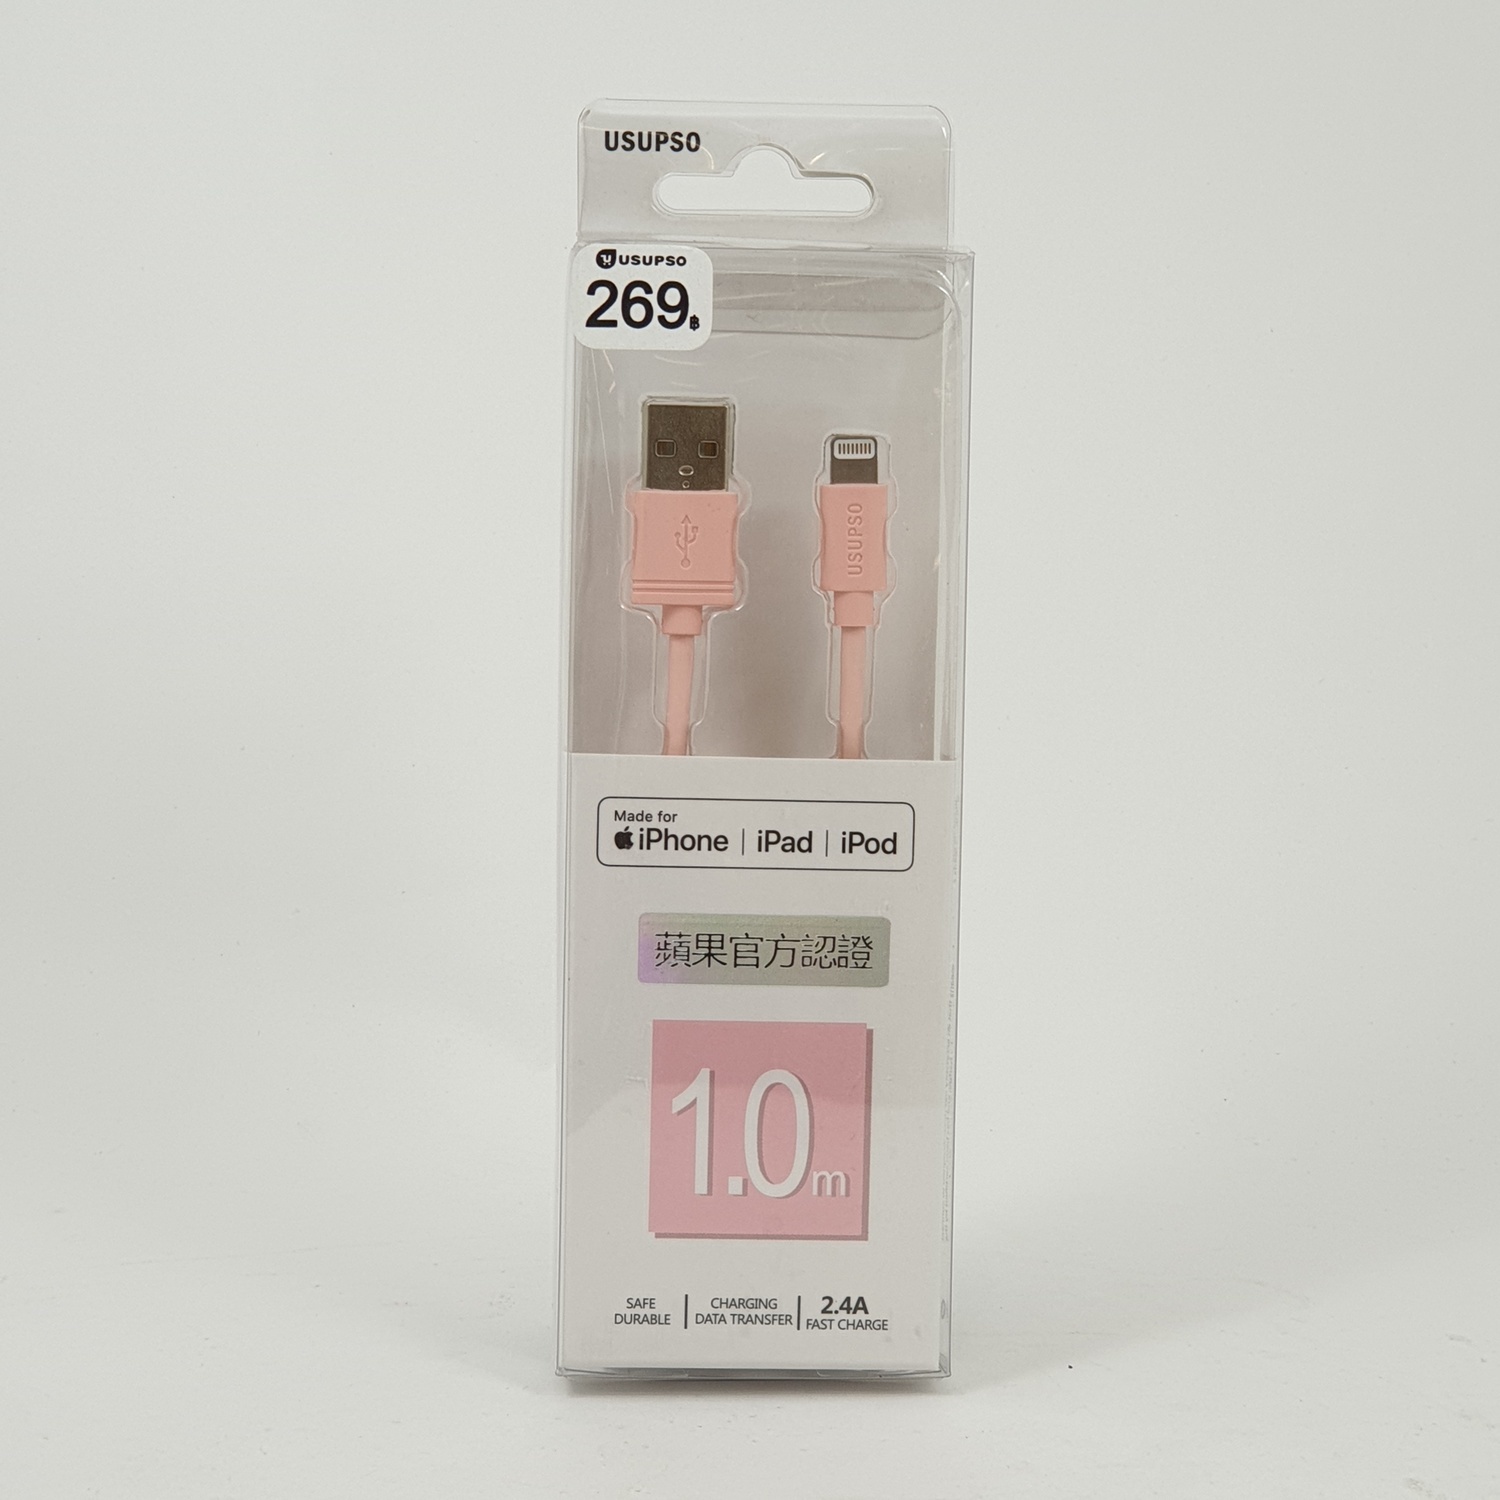 USUPSO
USUPSO
269฿
USUPSO
Made for
iPhone | iPad | iPod
蘋果官方認證
1.0m
SAFE
DURABLE
CHARGING
DATA TRANSFER
2.4A
FAST CHARGE